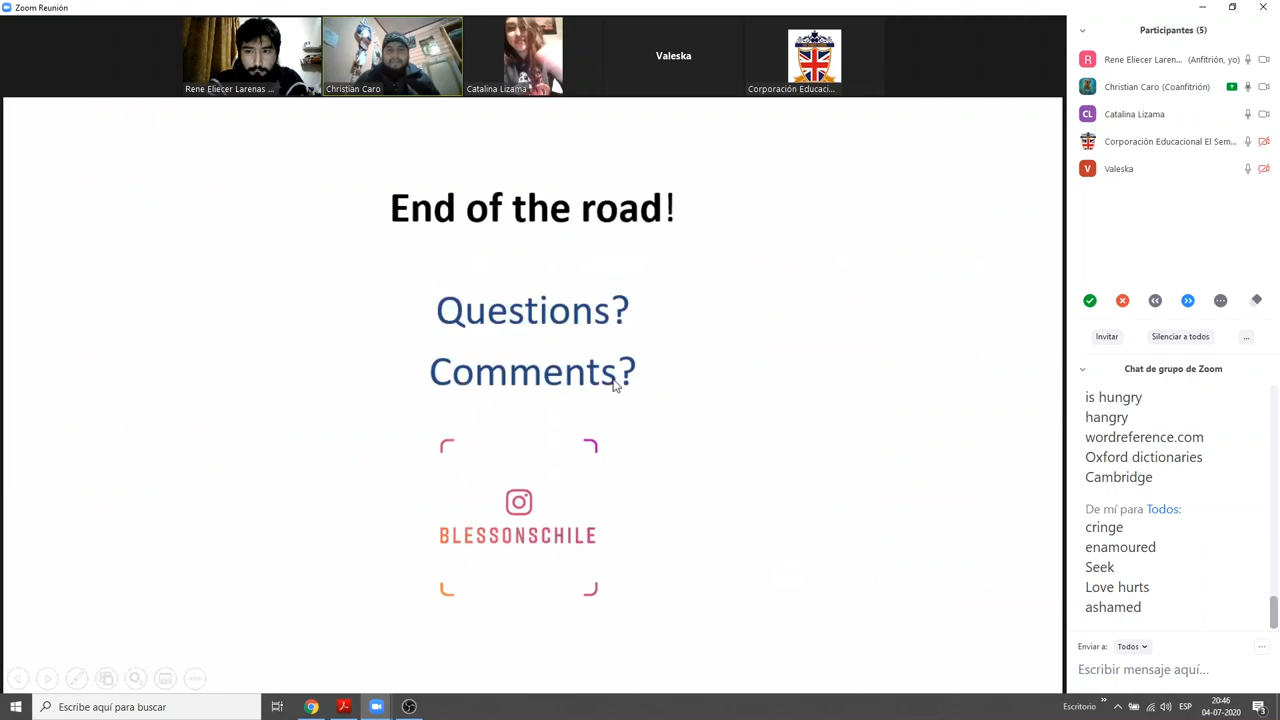 Zoom Reunión
Rene Eliecer Larenas ...
Christian Caro
Catalina Lizama
Valeska
Corporación Educaci...
Participantes (5)
R Rene Eliecer Laren... (Anfitrión, yo)
Christian Caro (Coanfitrión)
CL Catalina Lizama
Corporación Educacional El Sem...
V Valeska
End of the road!
Questions?
Comments?
BLESSONSCHILE
Invitar
Silenciar a todos
...
Chat de grupo de Zoom
is hungry
hangry
wordreference.com
Oxford dictionaries
Cambridge
De mí para Todos:
cringe
enamoured
Seek
Love hurts
ashamed
Enviar a: Todos
Escribir mensaje aquí...
Escribe aquí para buscar
Escritorio
ESP
20:46
04-07-2020
3